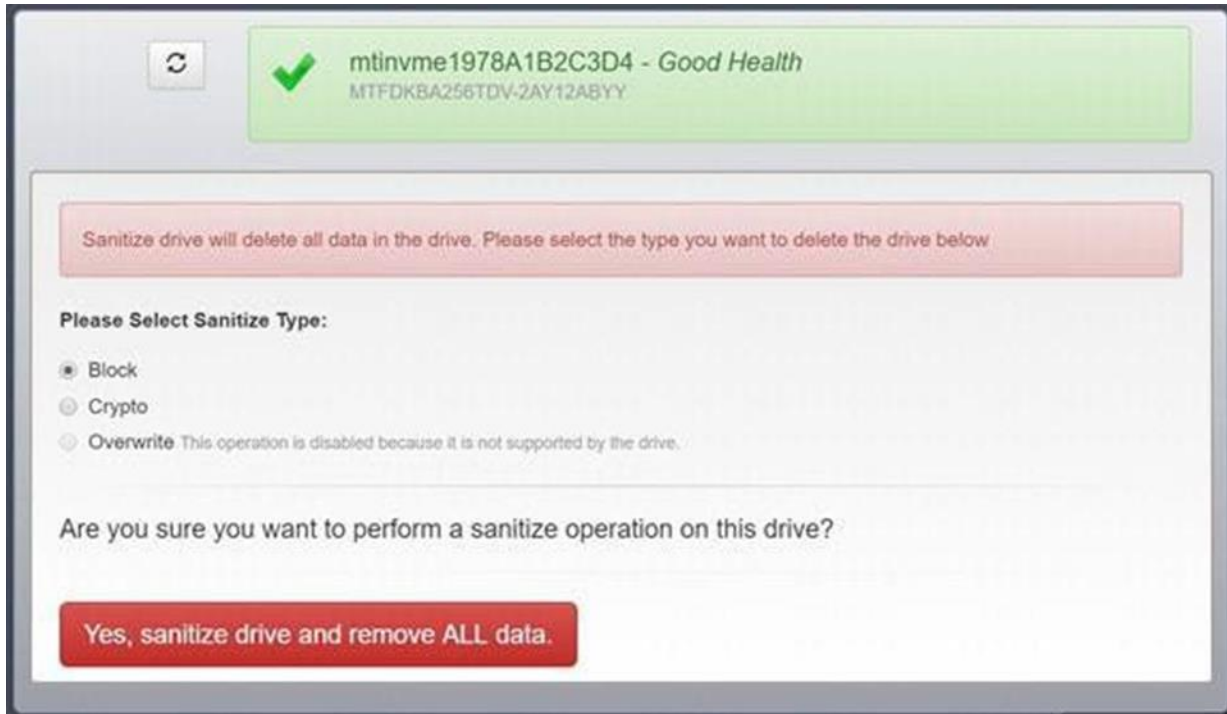 mtinvme1978A1B2C3D4 - Good Health
MTFDKBA256TDV-2AY12ABYY
Sanitize drive will delete all data in the drive. Please select the type you want to delete the drive below
Please Select Sanitize Type:
Block
Crypto
Overwrite This operation is disabled because it is not supported by the drive.
Are you sure you want to perform a sanitize operation on this drive?
Yes, sanitize drive and remove ALL data.